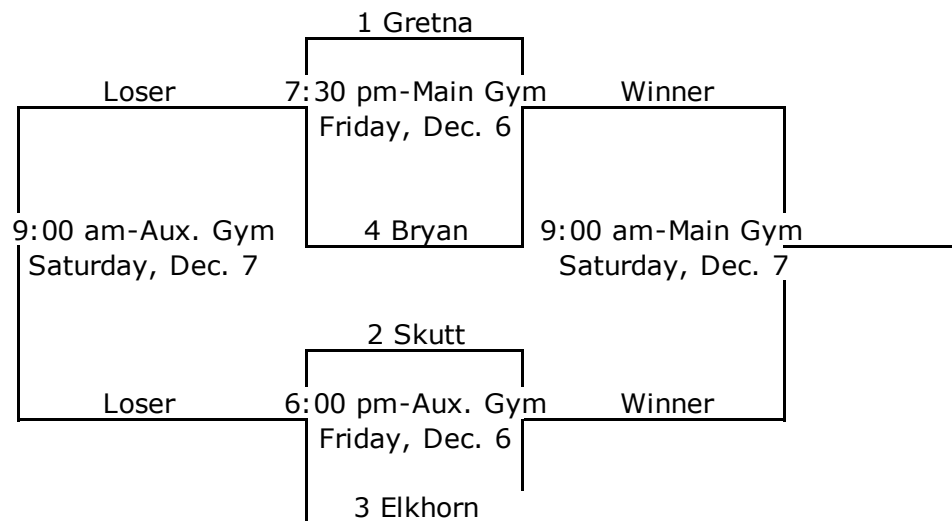 1 Gretna
Loser 7:30 pm-Main Gym Winner
Friday, Dec. 6
9:00 am-Aux. Gym 4 Bryan 9:00 am-Main Gym
Saturday, Dec. 7 Saturday, Dec. 7
2 Skutt
Loser 6:00 pm-Aux. Gym Winner
Friday, Dec. 6
3 Elkhorn